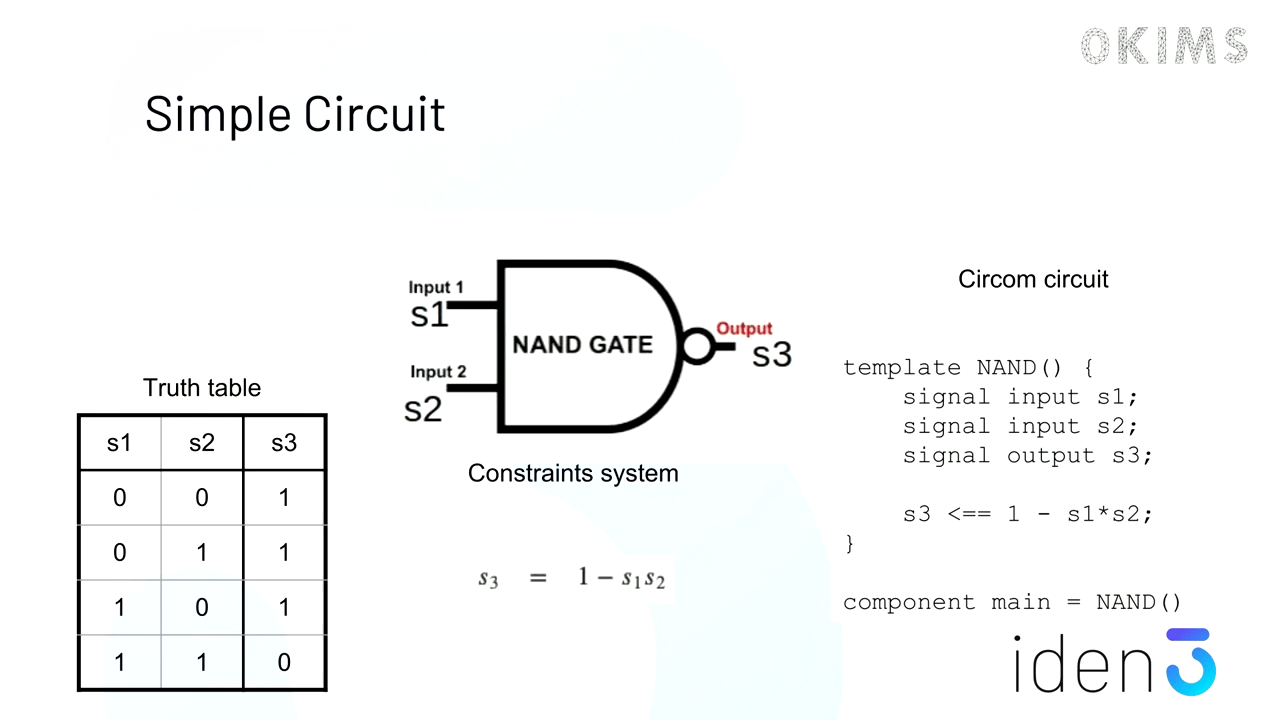 OKIMS
Simple Circuit
Truth table
s1 s2 s3
0 0 1
0 1 1
1 0 1
1 1 0
Input 1
s1
Input 2
s2
NAND GATE
Output
s3
Constraints system
s₃ = 1 − s₁s₂
Circom circuit
template NAND() {
    signal input s1;
    signal input s2;
    signal output s3;
    s3 <== 1 - s1*s2;
}
component main = NAND()
iden3